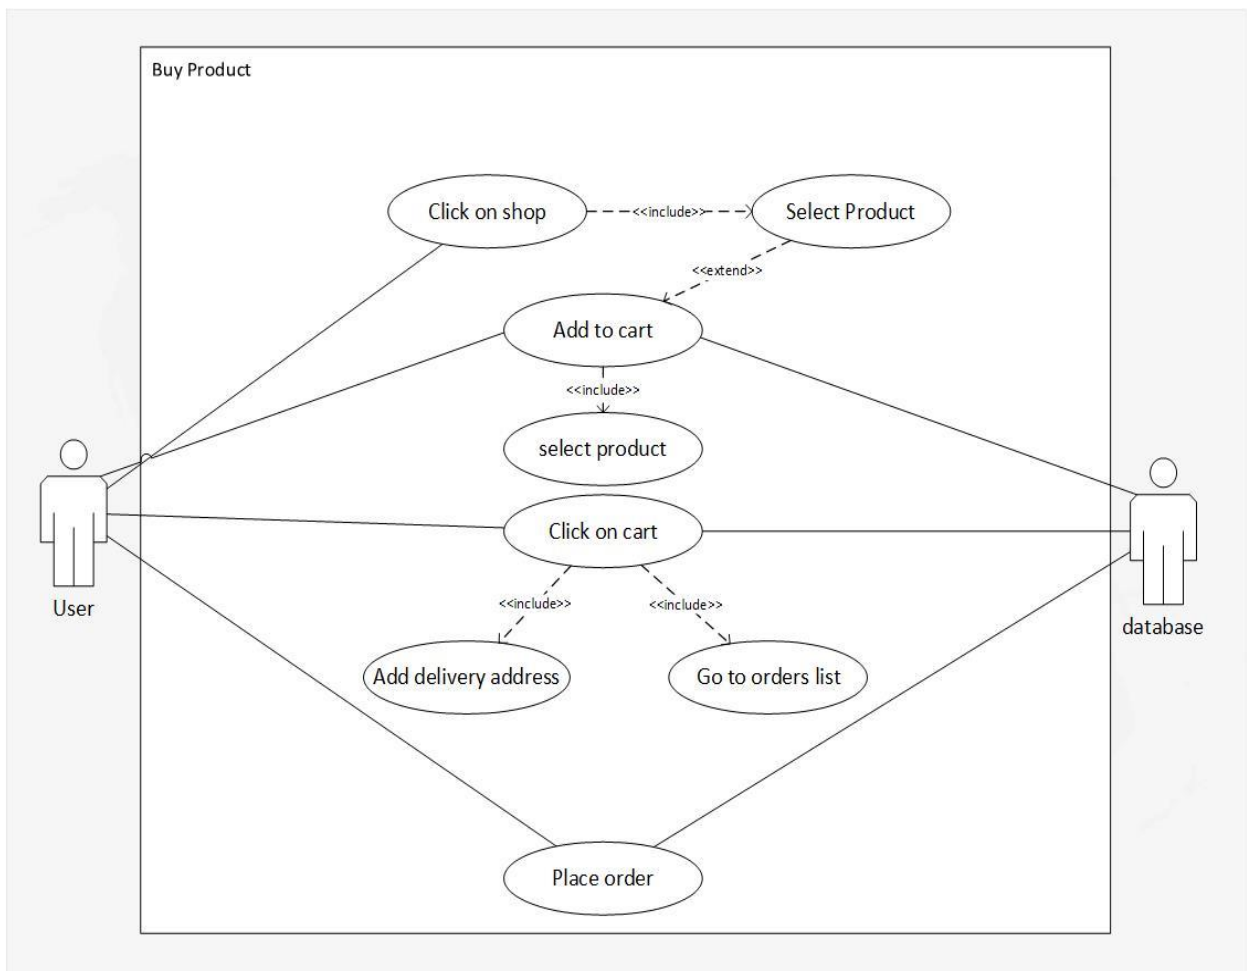 Buy Product
Click on shop
<<include>>
Select Product
<<extend>>
Add to cart
<<include>>
select product
Click on cart
User
<<include>>
<<include>>
database
Add delivery address
Go to orders list
Place order